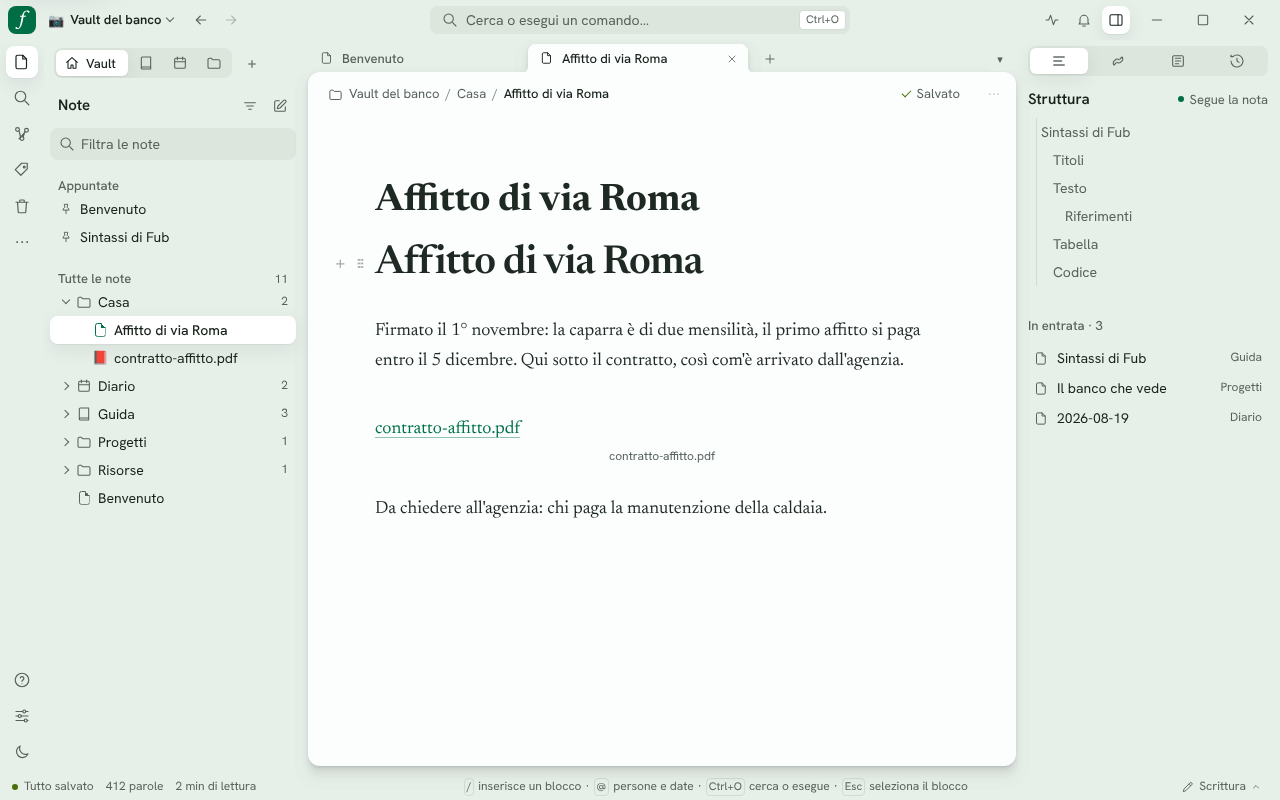 f
Vault del banco
Cerca o esegui un comando…
Ctrl+O
Vault
Note
Filtra le note
Appuntate
Benvenuto
Sintassi di Fub
Tutte le note 11
Casa 2
Affitto di via Roma
contratto-affitto.pdf
Diario 2
Guida 3
Progetti 1
Risorse 1
Benvenuto
Benvenuto
Affitto di via Roma
Vault del banco / Casa / Affitto di via Roma
Salvato
Affitto di via Roma
Affitto di via Roma
Firmato il 1° novembre: la caparra è di due mensilità, il primo affitto si paga
entro il 5 dicembre. Qui sotto il contratto, così com'è arrivato dall'agenzia.
contratto-affitto.pdf
contratto-affitto.pdf
Da chiedere all'agenzia: chi paga la manutenzione della caldaia.
Struttura
Segue la nota
Sintassi di Fub
Titoli
Testo
Riferimenti
Tabella
Codice
In entrata · 3
Sintassi di Fub Guida
Il banco che vede Progetti
2026-08-19 Diario
Tutto salvato 412 parole 2 min di lettura
/ inserisce un blocco · @ persone e date · Ctrl+O cerca o esegue · Esc seleziona il blocco
Scrittura